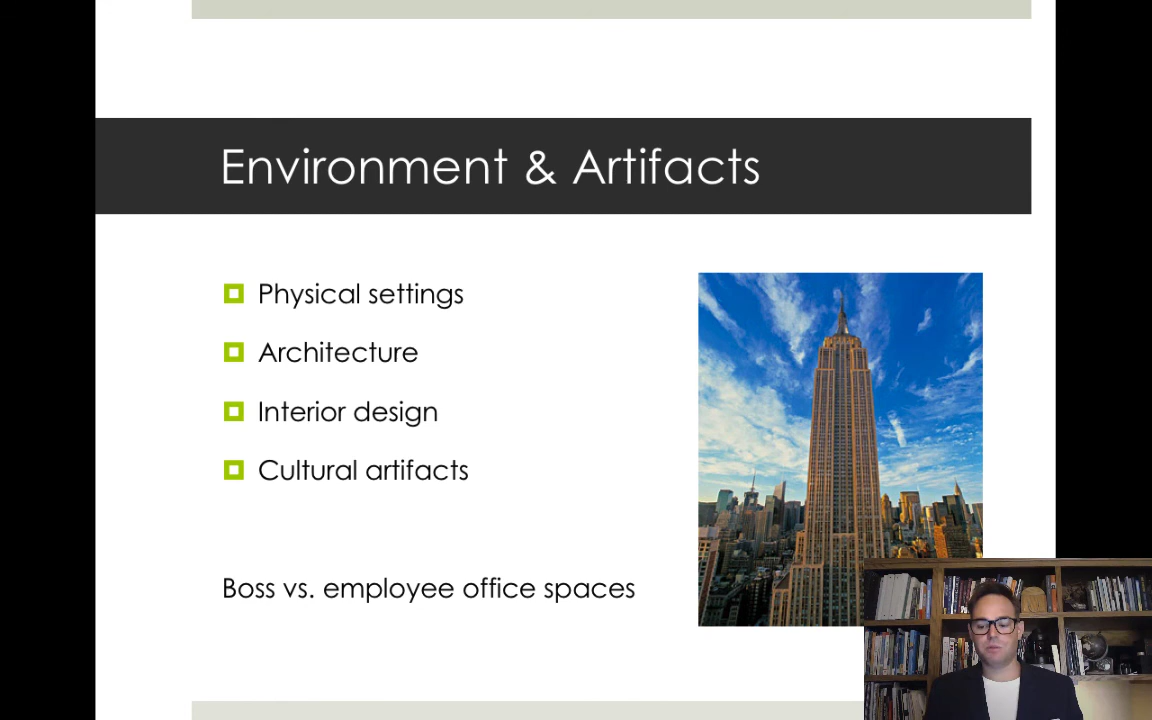 Environment & Artifacts
Physical settings
Architecture
Interior design
Cultural artifacts
Boss vs. employee office spaces